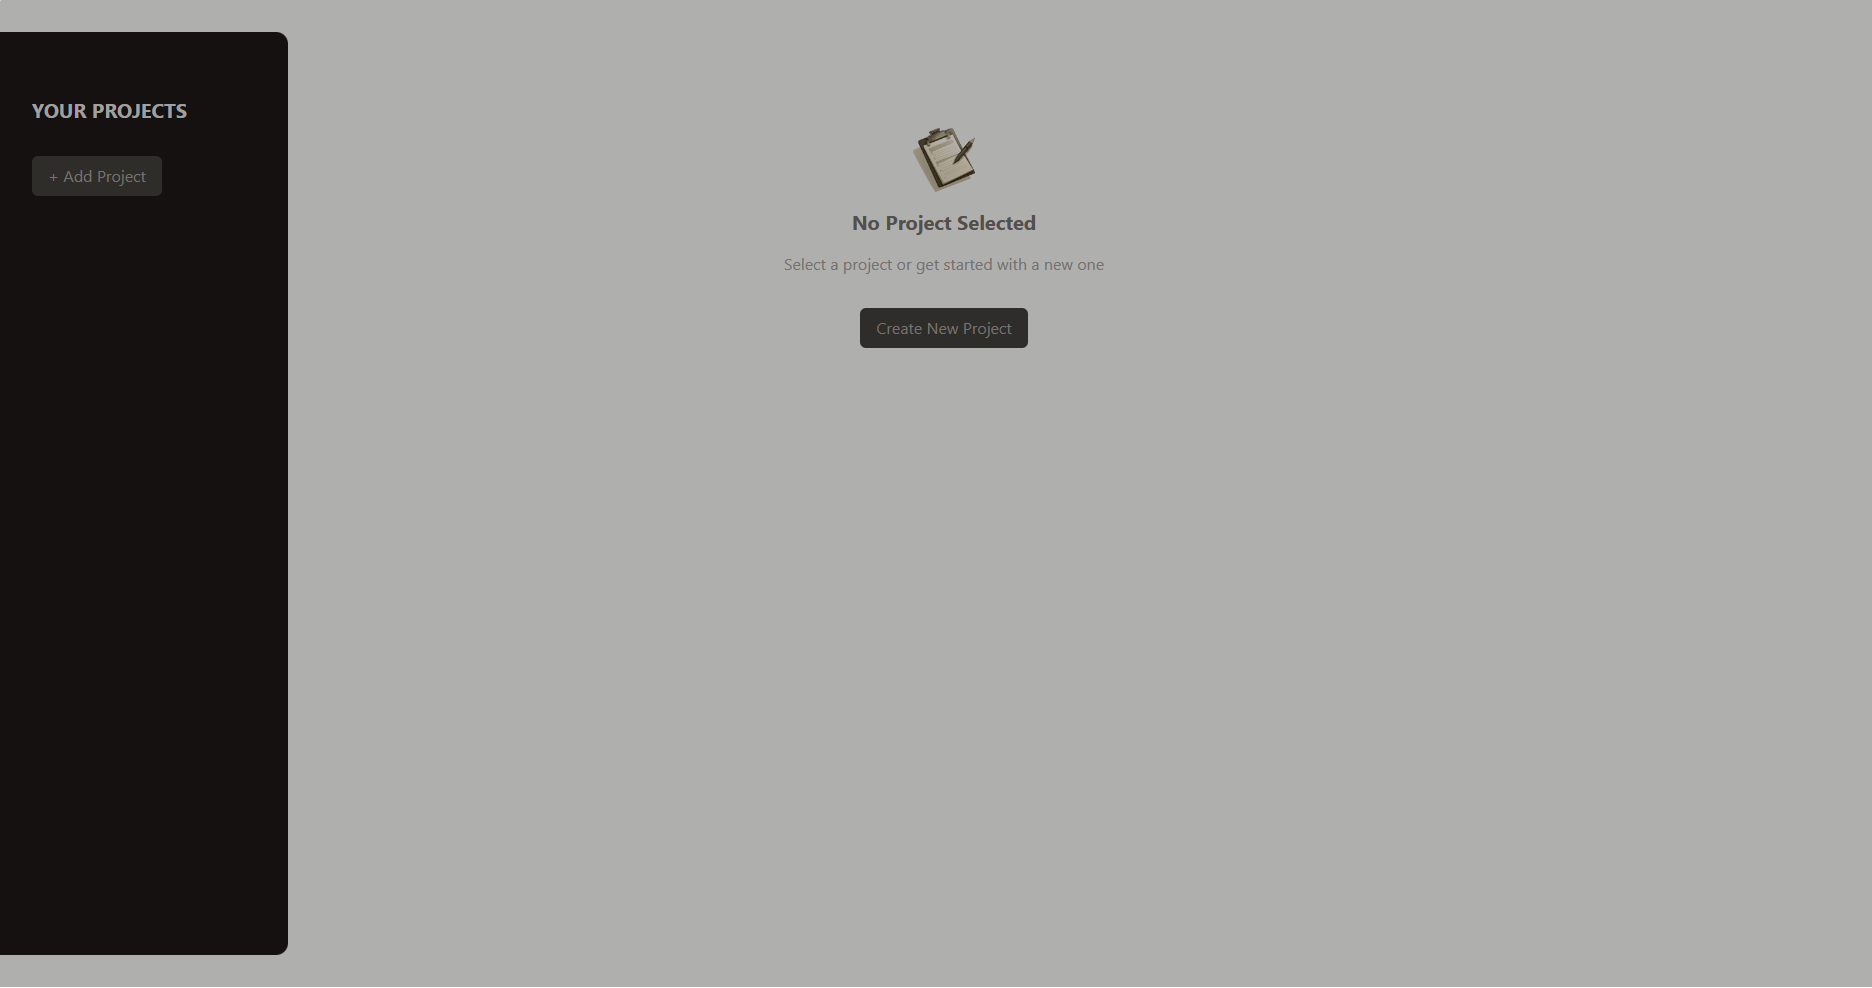 YOUR PROJECTS
+ Add Project
No Project Selected
Select a project or get started with a new one
Create New Project